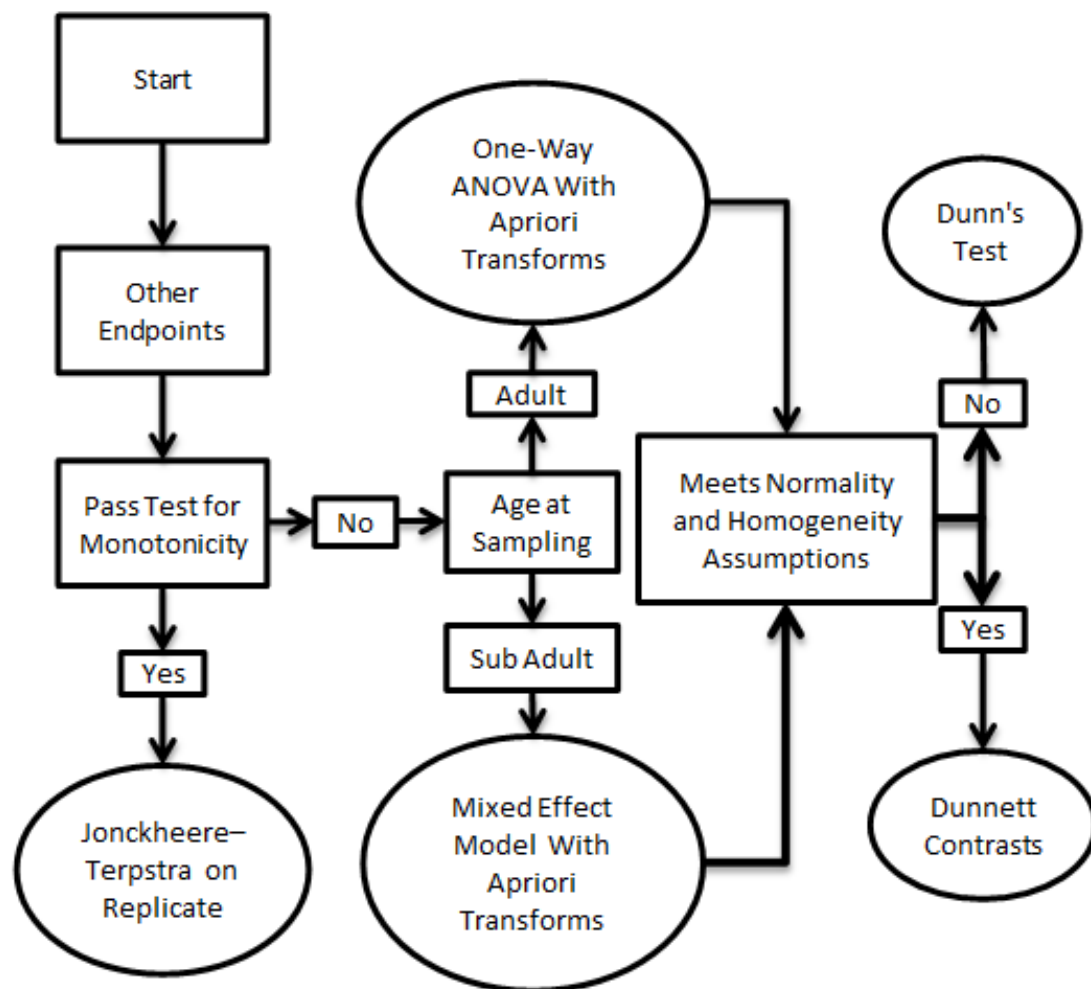 Start
Other
Endpoints
Pass Test for
Monotonicity
Yes
Jonckheere–
Terpstra on
Replicate
No
Age at
Sampling
Adult
One-Way
ANOVA With
Apriori
Transforms
Sub Adult
Mixed Effect
Model With
Apriori
Transforms
Meets Normality
and Homogeneity
Assumptions
No
Dunn's
Test
Yes
Dunnett
Contrasts